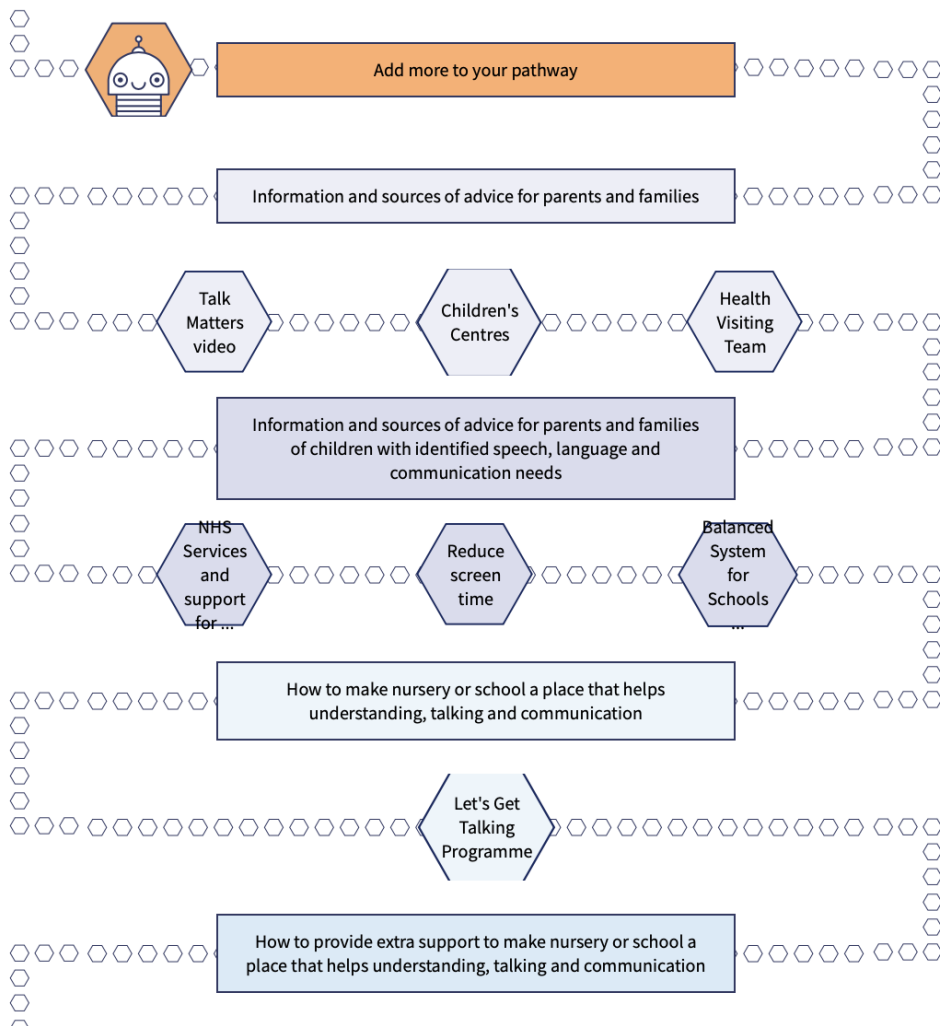 Add more to your pathway
Information and sources of advice for parents and families
Talk
Matters
video
Children's
Centres
Health
Visiting
Team
Information and sources of advice for parents and families
of children with identified speech, language and
communication needs
NHS
Services
and
support
for ...
Reduce
screen
time
Balanced
System
for
Schools
...
How to make nursery or school a place that helps
understanding, talking and communication
Let's Get
Talking
Programme
How to provide extra support to make nursery or school a
place that helps understanding, talking and communication